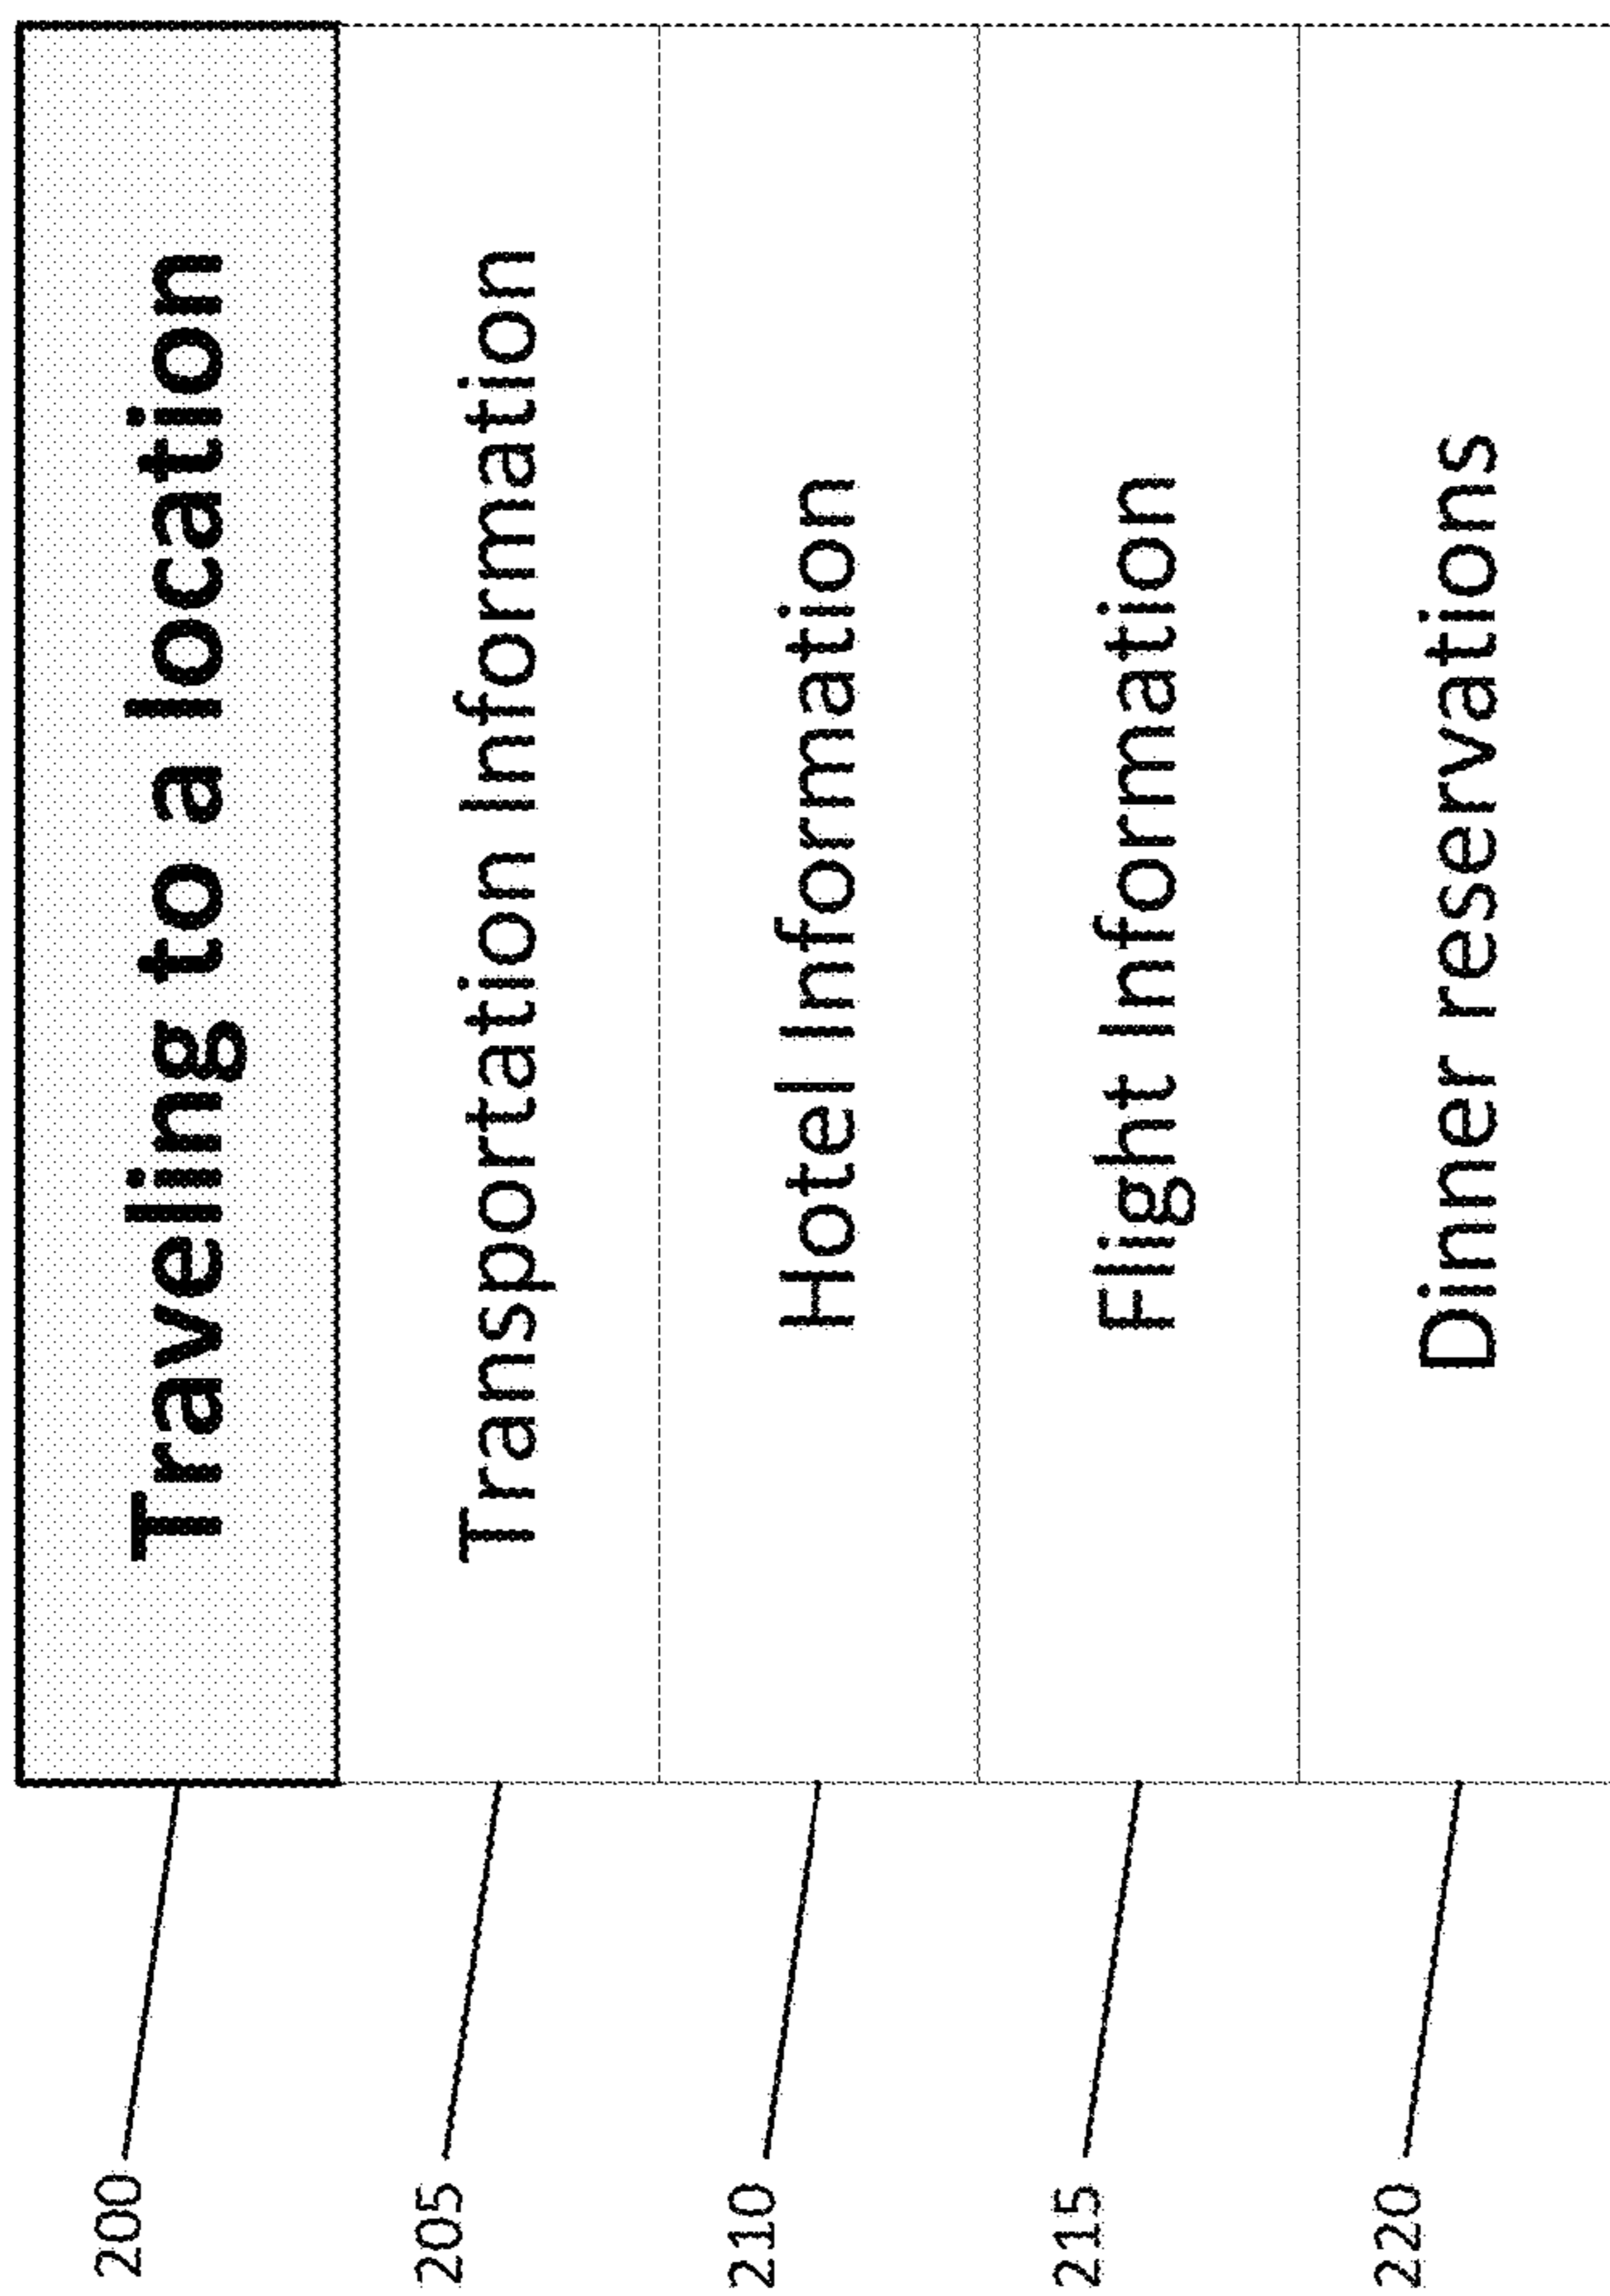 200 Traveling to a location
205 Transportation Information
210 Hotel Information
215 Flight Information
220 Dinner reservations